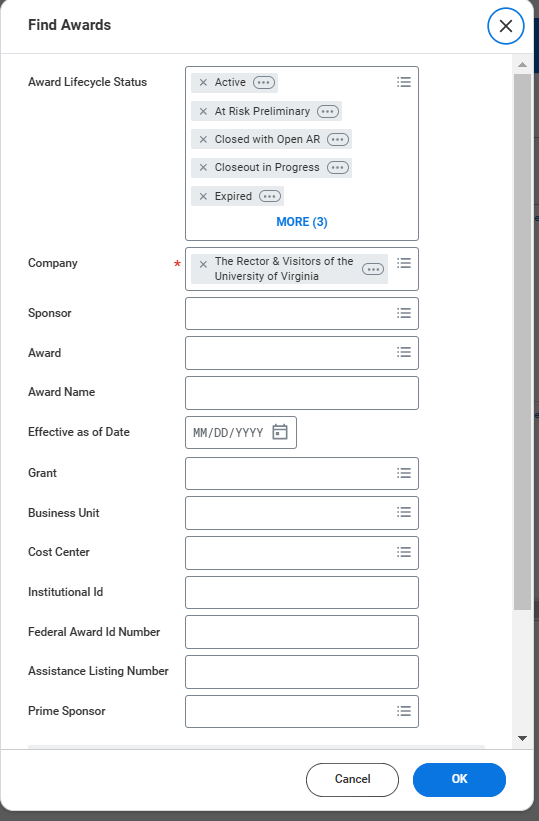 Find Awards
Award Lifecycle Status
Active
At Risk Preliminary
Closed with Open AR
Closeout in Progress
Expired
MORE (3)
Company *
The Rector & Visitors of the
University of Virginia
Sponsor
Award
Award Name
Effective as of Date
MM/DD/YYYY
Grant
Business Unit
Cost Center
Institutional Id
Federal Award Id Number
Assistance Listing Number
Prime Sponsor
Cancel
OK